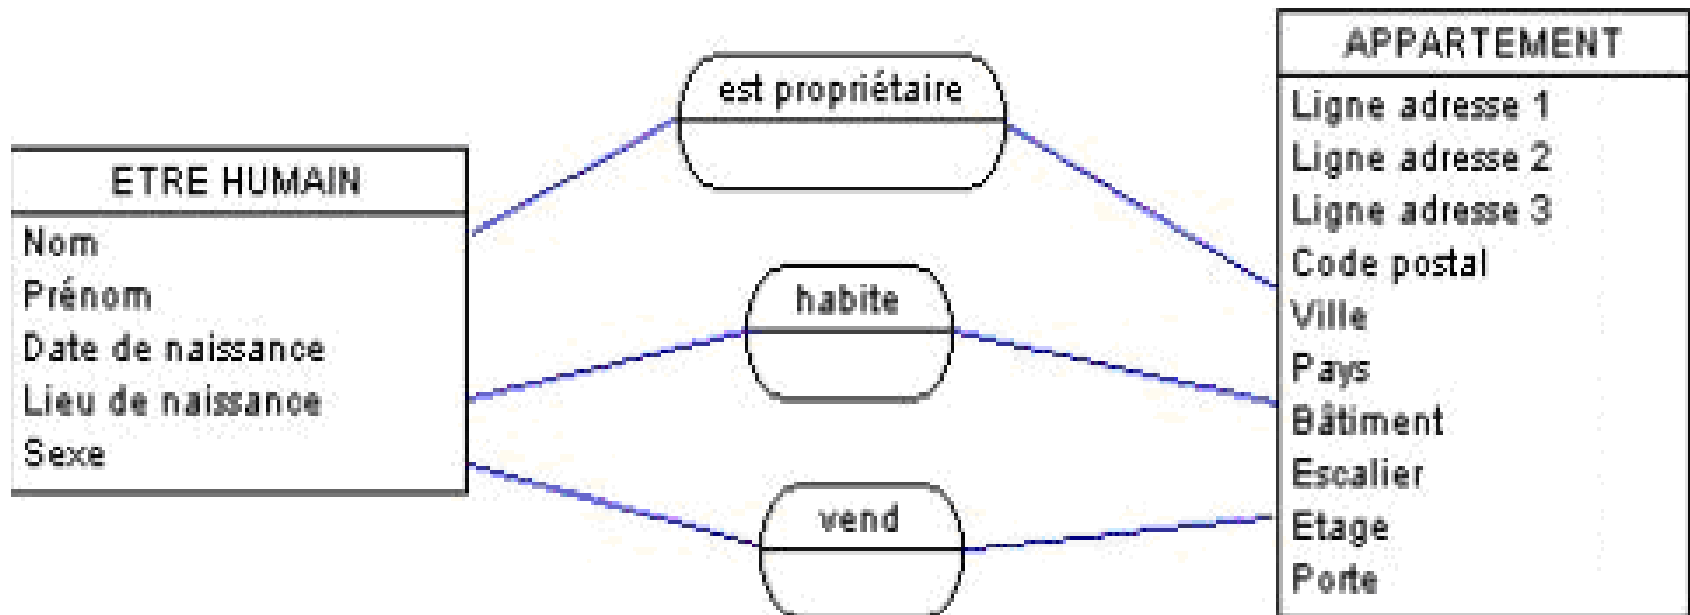 ETRE HUMAIN
Nom
Prénom
Date de naissance
Lieu de naissance
Sexe
est propriétaire
habite
vend
APPARTEMENT
Ligne adresse 1
Ligne adresse 2
Ligne adresse 3
Code postal
Ville
Pays
Bâtiment
Escalier
Etage
Porte